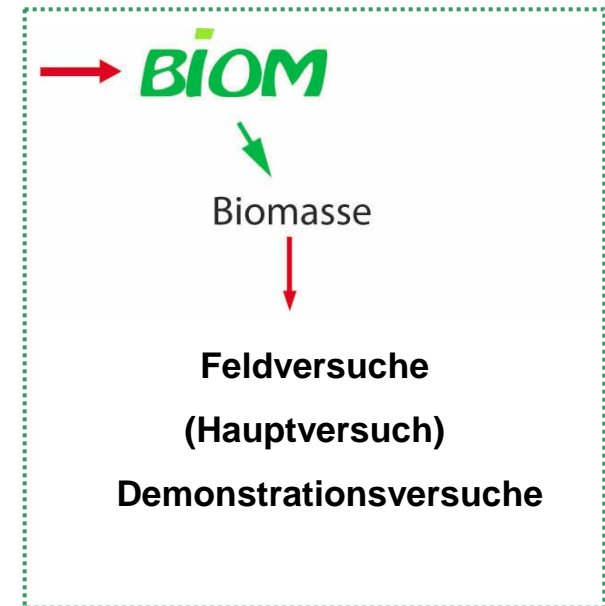 BiOM
Biomasse
Feldversuche
(Hauptversuch)
Demonstrationsversuche